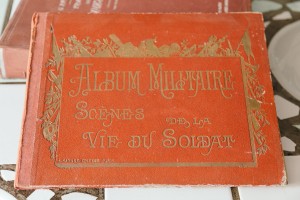 ALBUM MILITAIRE
SCÈNES DE LA
VIE DU SOLDAT